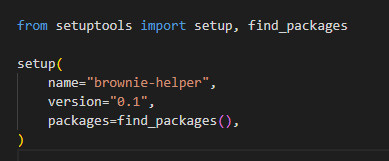 from setuptools import setup, find_packages
setup(
    name="brownie-helper",
    version="0.1",
    packages=find_packages(),
)